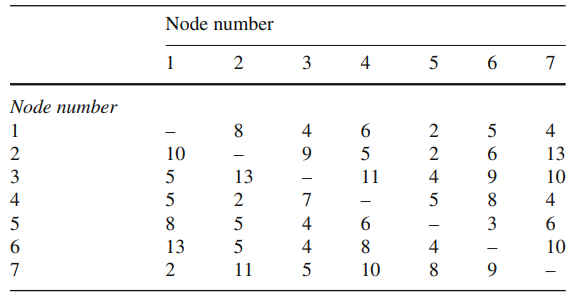 Node number
1 2 3 4 5 6 7
Node number
1 – 8 4 6 2 5 4
2 10 – 9 5 2 6 13
3 5 13 – 11 4 9 10
4 5 2 7 – 5 8 4
5 8 5 4 6 – 3 6
6 13 5 4 8 4 – 10
7 2 11 5 10 8 9 –